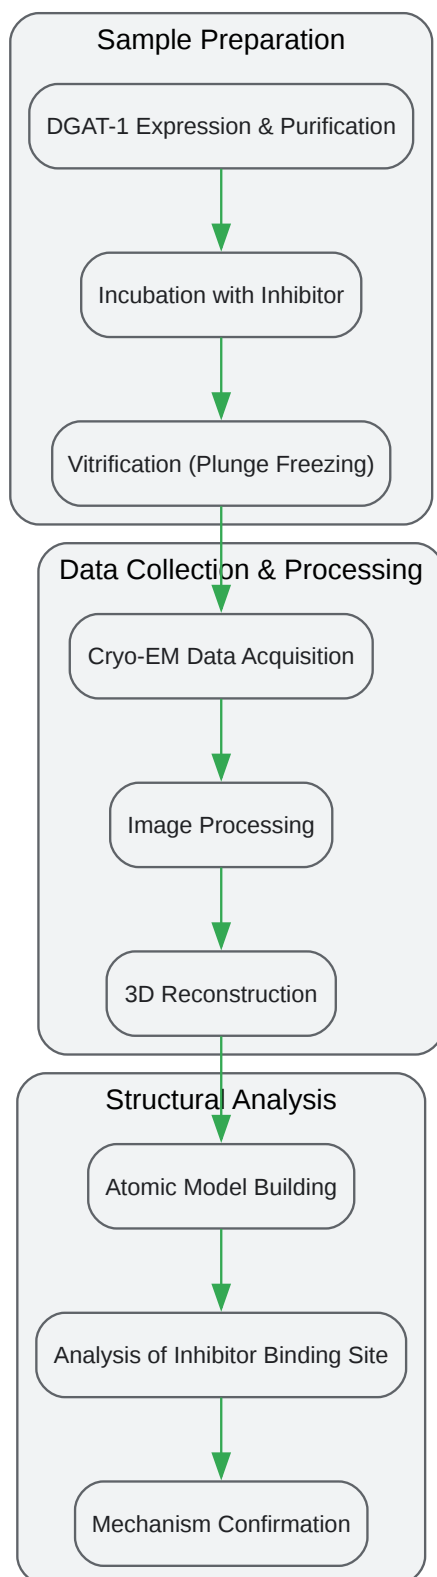 Sample Preparation
DGAT-1 Expression & Purification
Incubation with Inhibitor
Vitrification (Plunge Freezing)
Data Collection & Processing
Cryo-EM Data Acquisition
Image Processing
3D Reconstruction
Structural Analysis
Atomic Model Building
Analysis of Inhibitor Binding Site
Mechanism Confirmation